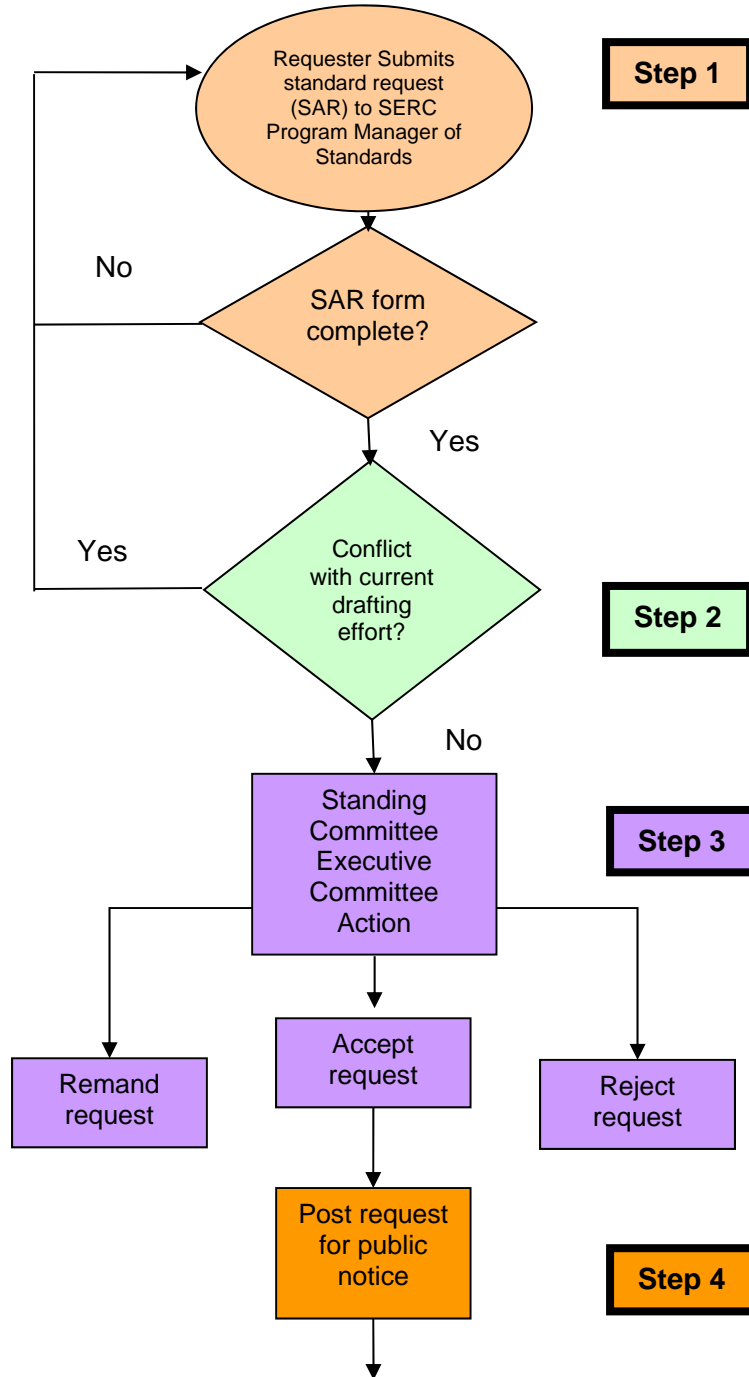 Requester Submits
standard request
(SAR) to SERC
Program Manager of
Standards
Step 1
No
SAR form
complete?
Yes
Yes
Conflict
with current
drafting
effort?
Step 2
No
Standing
Committee
Executive
Committee
Action
Step 3
Remand
request
Accept
request
Reject
request
Post request
for public
notice
Step 4